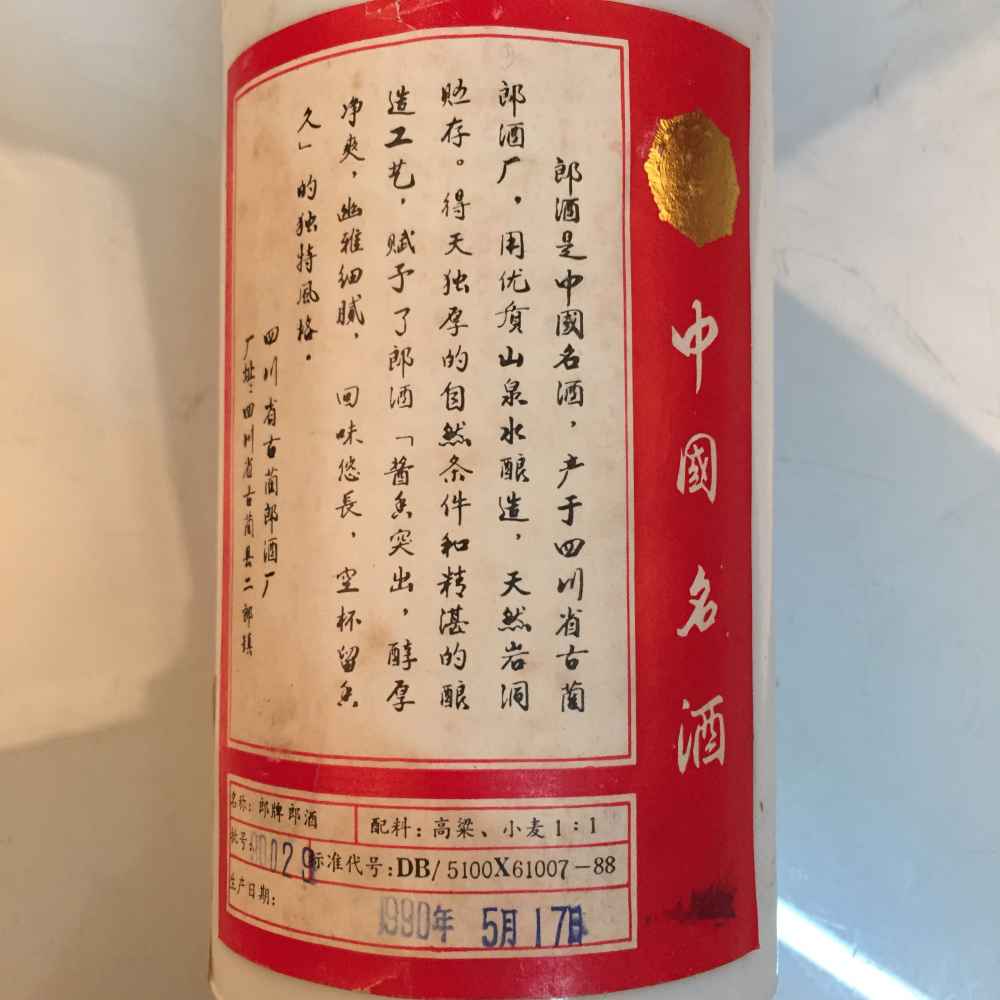 中國名酒
郎酒是中國名酒，产于四川省古蔺
郎酒厂，用优质山泉水酿造，天然岩洞
贮存。得天独厚的自然条件和精湛的酿
造工艺，赋予了郎酒「酱香突出，醇厚
净爽，幽雅细腻，回味悠長，空杯留香
久」的独特風格。
四川省古蔺郎酒厂
厂址：四川省古蔺县二郎镇
名称：郎牌郎酒
配料：高粱、小麦1：1
批号：90029
标准代号：DB/5100X61007-88
生产日期：
1990年 5月17日